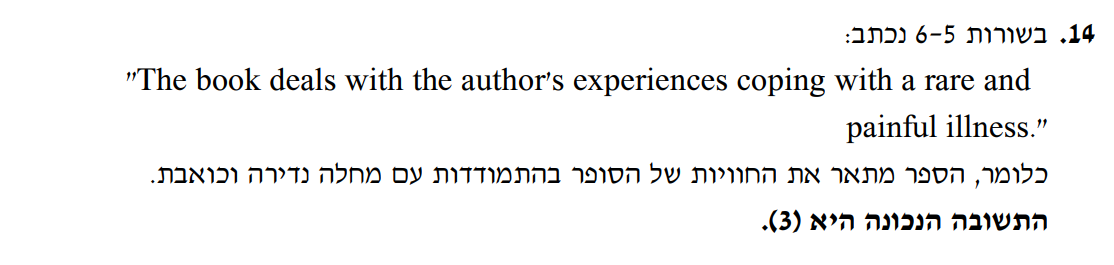 14. בשורות 5–6 נכתב:
"The book deals with the author's experiences coping with a rare and
painful illness."
כלומר, הספר מתאר את החוויות של הסופר בהתמודדות עם מחלה נדירה וכואבת.
התשובה הנכונה היא (3).